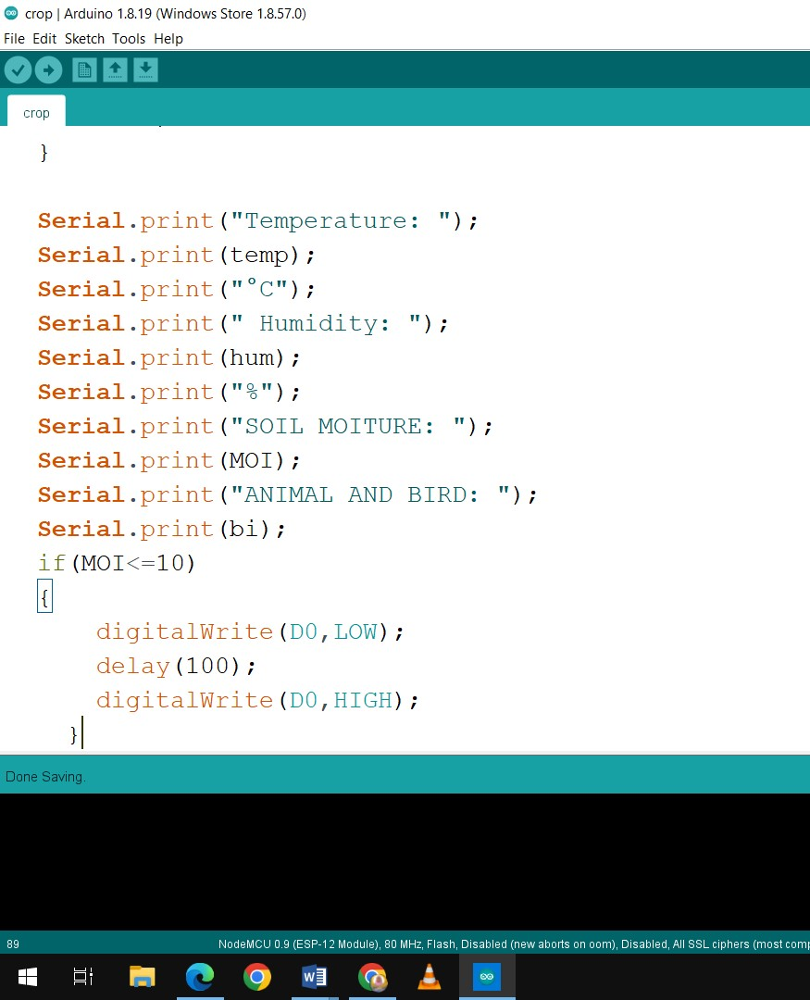 crop | Arduino 1.8.19 (Windows Store 1.8.57.0)
File Edit Sketch Tools Help
crop
}
Serial.print("Temperature: ");
Serial.print(temp);
Serial.print("°C");
Serial.print(" Humidity: ");
Serial.print(hum);
Serial.print("%");
Serial.print("SOIL MOITURE: ");
Serial.print(MOI);
Serial.print("ANIMAL AND BIRD: ");
Serial.print(bi);
if(MOI<=10)
{
digitalWrite(D0,LOW);
delay(100);
digitalWrite(D0,HIGH);
}
Done Saving.
89 NodeMCU 0.9 (ESP-12 Module), 80 MHz, Flash, Disabled (new aborts on oom), Disabled, All SSL ciphers (most comp